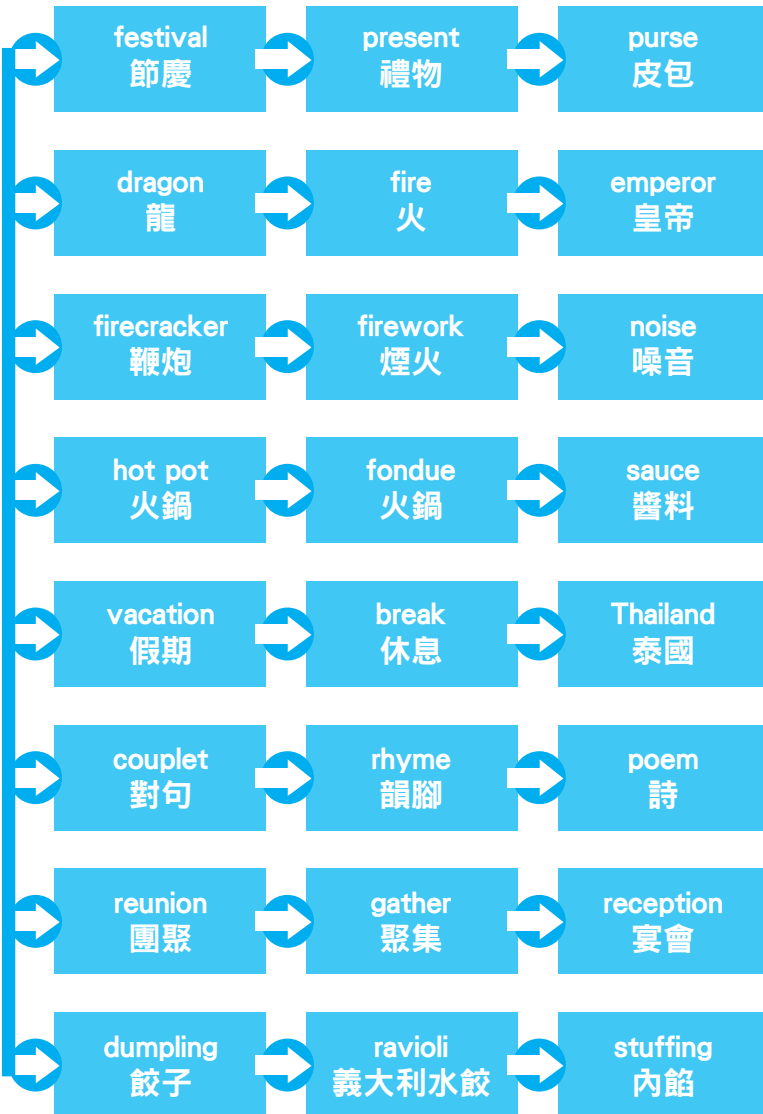 festival
節慶
present
禮物
purse
皮包
dragon
龍
fire
火
emperor
皇帝
firecracker
鞭炮
firework
煙火
noise
噪音
hot pot
火鍋
fondue
火鍋
sauce
醬料
vacation
假期
break
休息
Thailand
泰國
couplet
對句
rhyme
韻腳
poem
詩
reunion
團聚
gather
聚集
reception
宴會
dumpling
餃子
ravioli
義大利水餃
stuffing
內餡